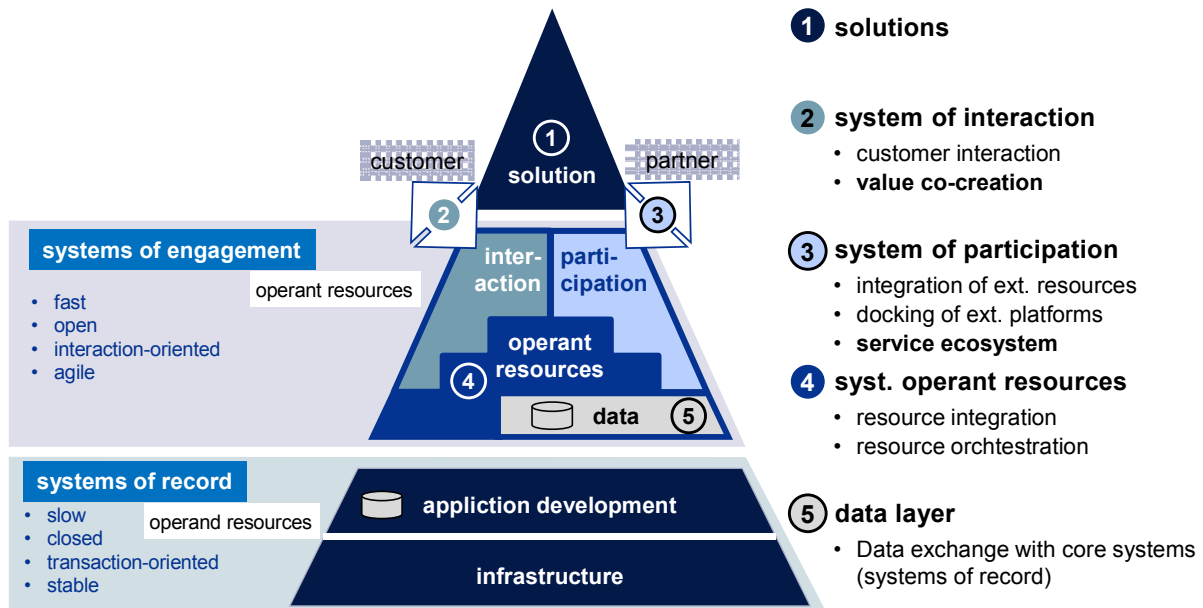 1
solution
customer
partner
2
3
systems of engagement
operant resources
• fast
• open
• interaction-oriented
• agile
inter-
action
parti-
cipation
operant
resources
4
data
5
systems of record
operand resources
• slow
• closed
• transaction-oriented
• stable
appliction development
infrastructure
1 solutions
2 system of interaction
• customer interaction
• value co-creation
3 system of participation
• integration of ext. resources
• docking of ext. platforms
• service ecosystem
4 syst. operant resources
• resource integration
• resource orchtestration
5 data layer
• Data exchange with core systems
(systems of record)